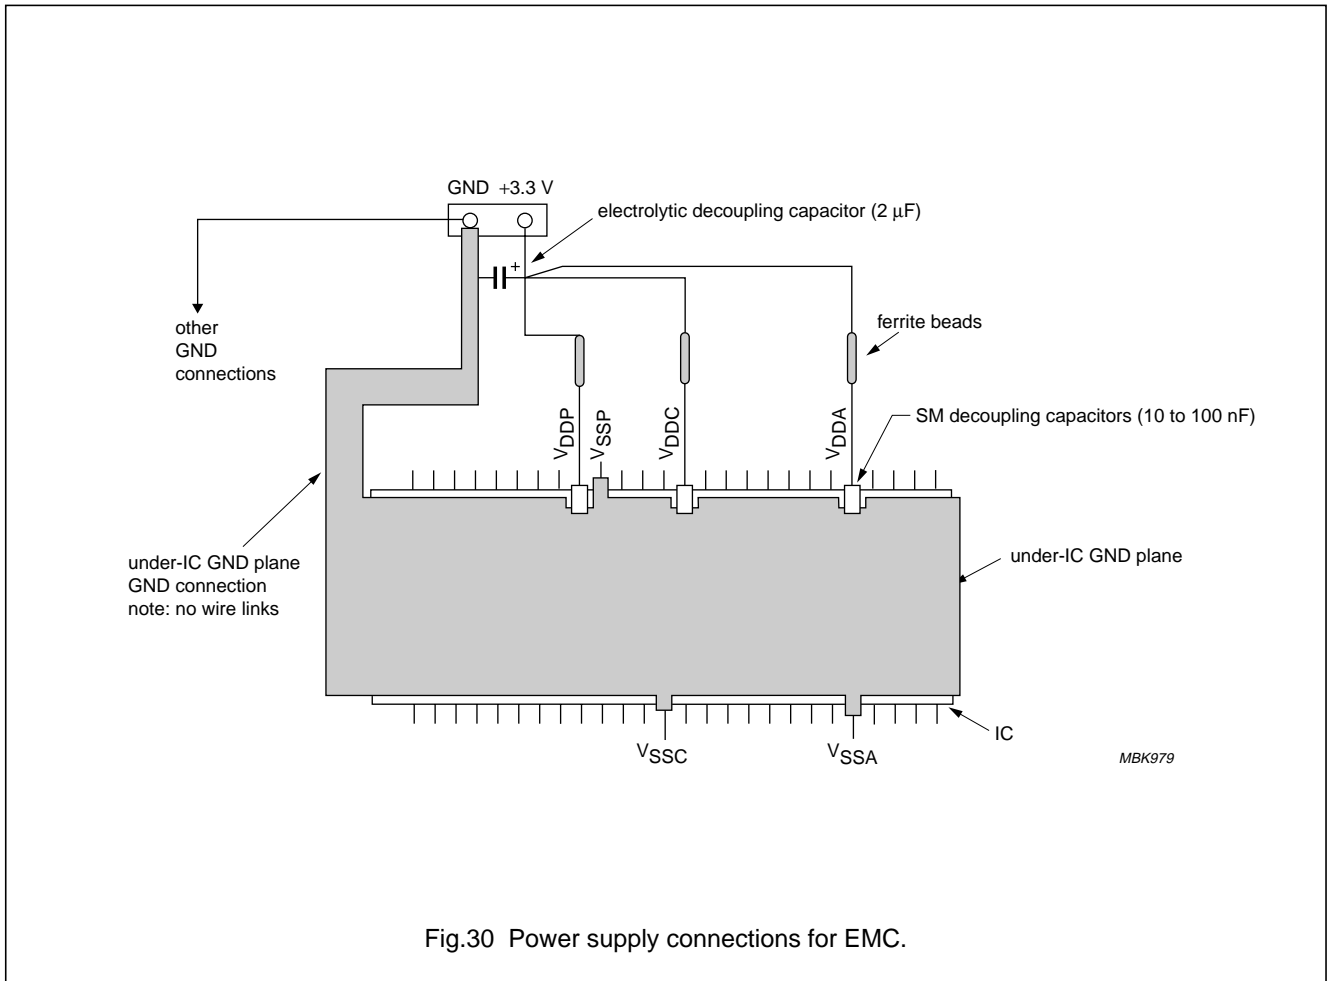 GND +3.3 V
electrolytic decoupling capacitor (2 μF)
+
other
GND
connections
ferrite beads
VDDP
VSSP
VDDC
VDDA
SM decoupling capacitors (10 to 100 nF)
under-IC GND plane
GND connection
note: no wire links
under-IC GND plane
IC
VSSC
VSSA
MBK979
Fig.30 Power supply connections for EMC.